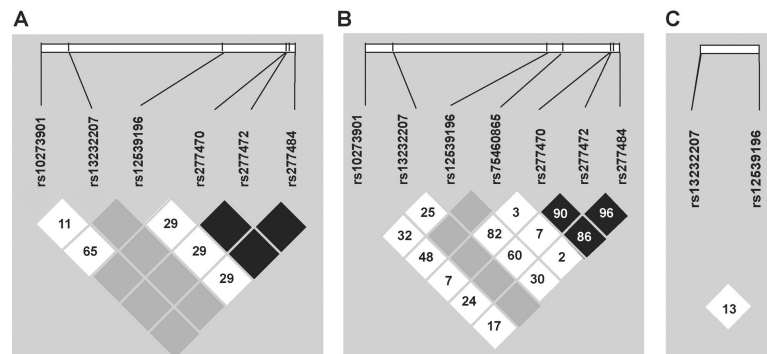 A
B
C
rs10273901
rs13232207
rs12539196
rs277470
rs277472
rs277484
rs10273901
rs13232207
rs12539196
rs75460865
rs277470
rs277472
rs277484
rs13232207
rs12539196
11
29
65
29
29
25
3
90
96
32
82
7
86
48
60
2
7
30
24
17
13